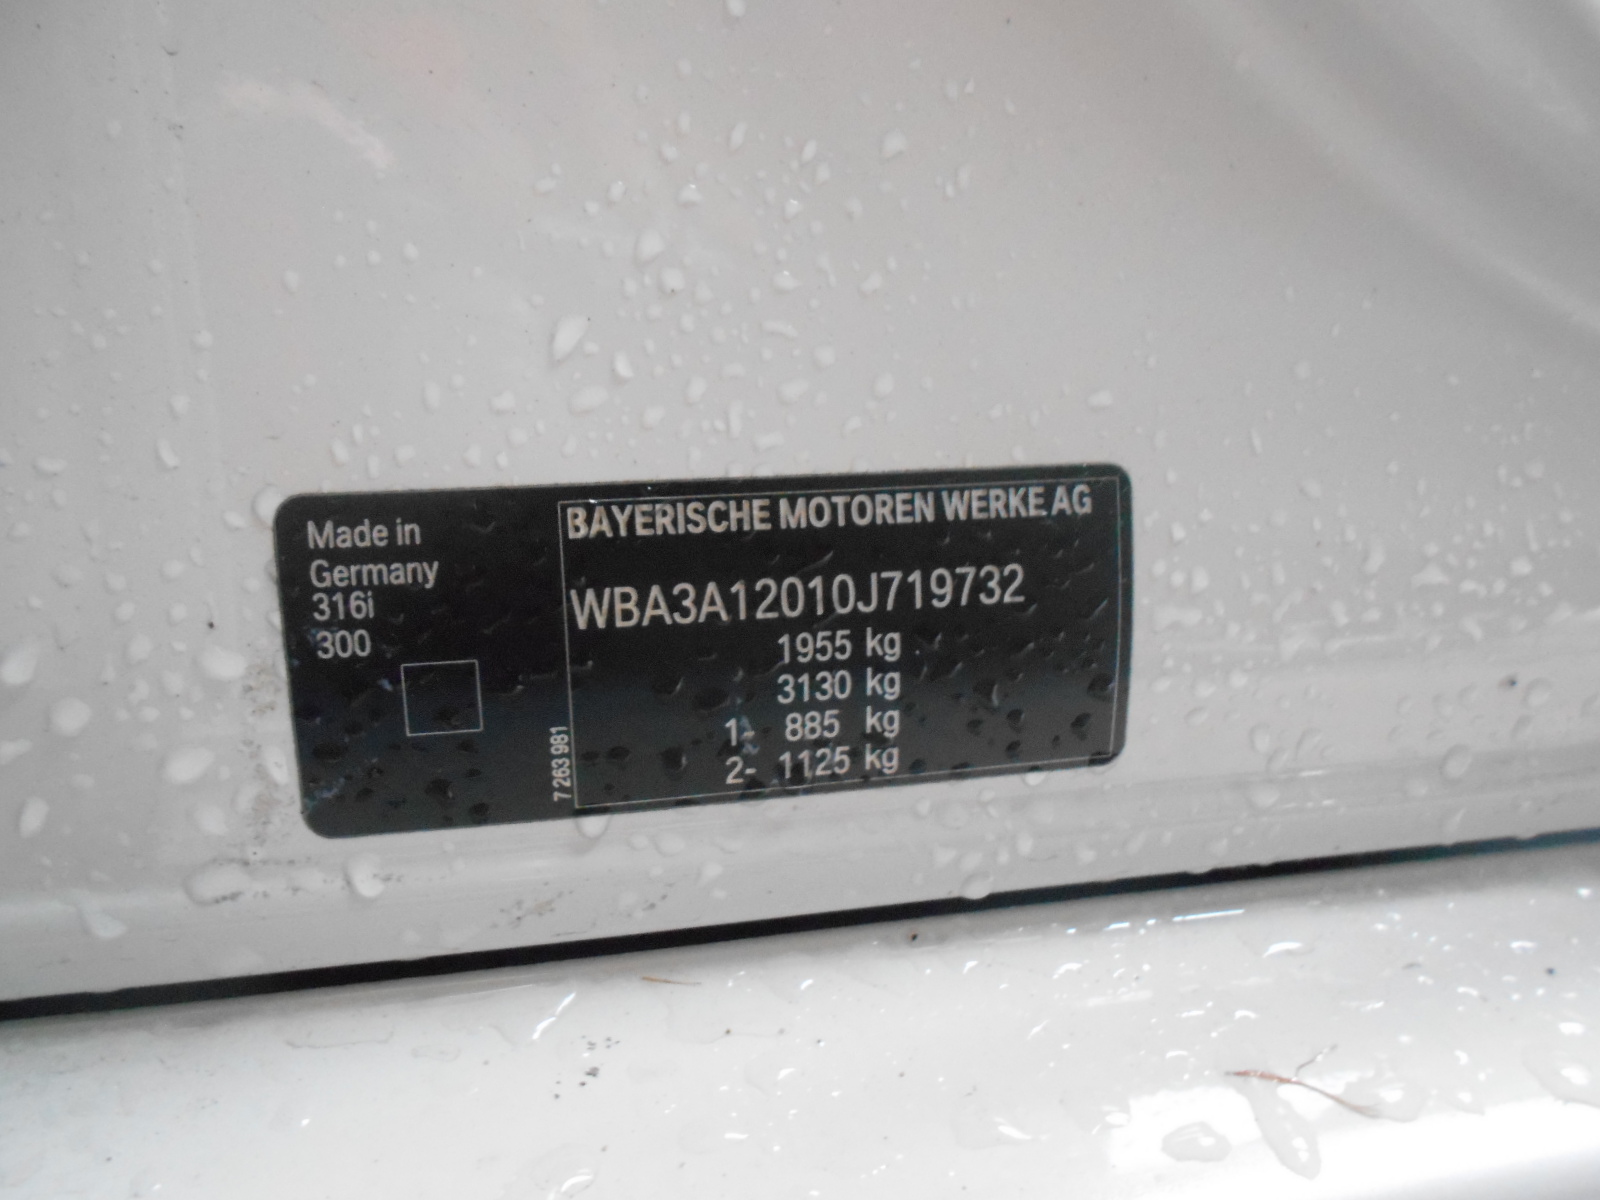 Made in
Germany
316i
300
7 263 981
BAYERISCHE MOTOREN WERKE AG
WBA3A12010J719732
1955 kg
3130 kg
1- 885 kg
2- 1125 kg